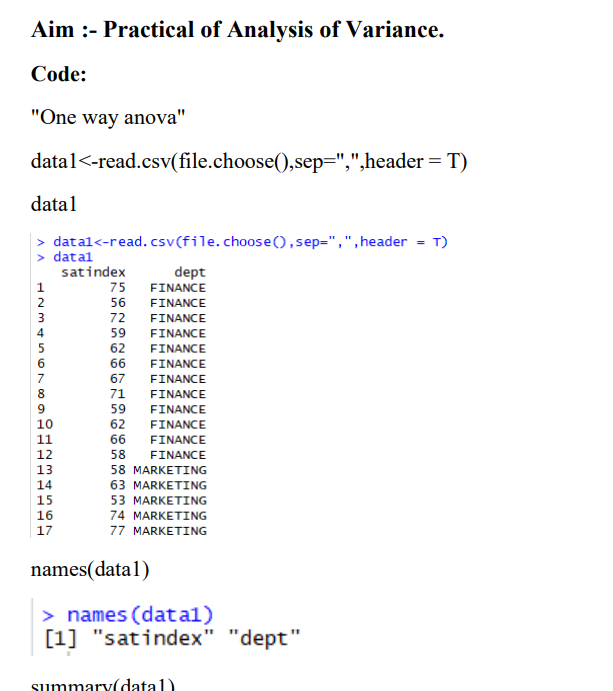 Aim :- Practical of Analysis of Variance.
Code:
"One way anova"
data1<-read.csv(file.choose(),sep=",",header = T)
data1
> data1<-read.csv(file.choose(),sep=",",header = T)
> data1
satindex dept
1 75 FINANCE
2 56 FINANCE
3 72 FINANCE
4 59 FINANCE
5 62 FINANCE
6 66 FINANCE
7 67 FINANCE
8 71 FINANCE
9 59 FINANCE
10 62 FINANCE
11 66 FINANCE
12 58 FINANCE
13 58 MARKETING
14 63 MARKETING
15 53 MARKETING
16 74 MARKETING
17 77 MARKETING
names(data1)
> names(data1)
[1] "satindex" "dept"
summary(data1)